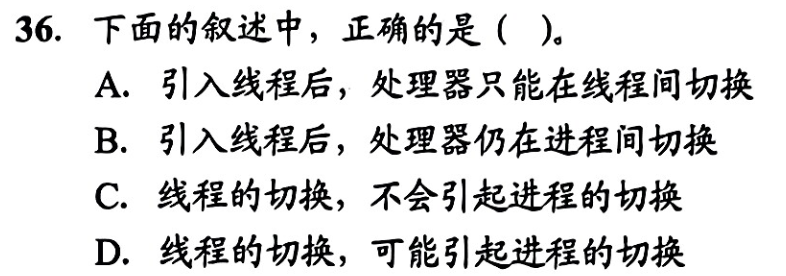 36. 下面的叙述中，正确的是（ ）。
A. 引入线程后，处理器只能在线程间切换
B. 引入线程后，处理器仍在进程间切换
C. 线程的切换，不会引起进程的切换
D. 线程的切换，可能引起进程的切换